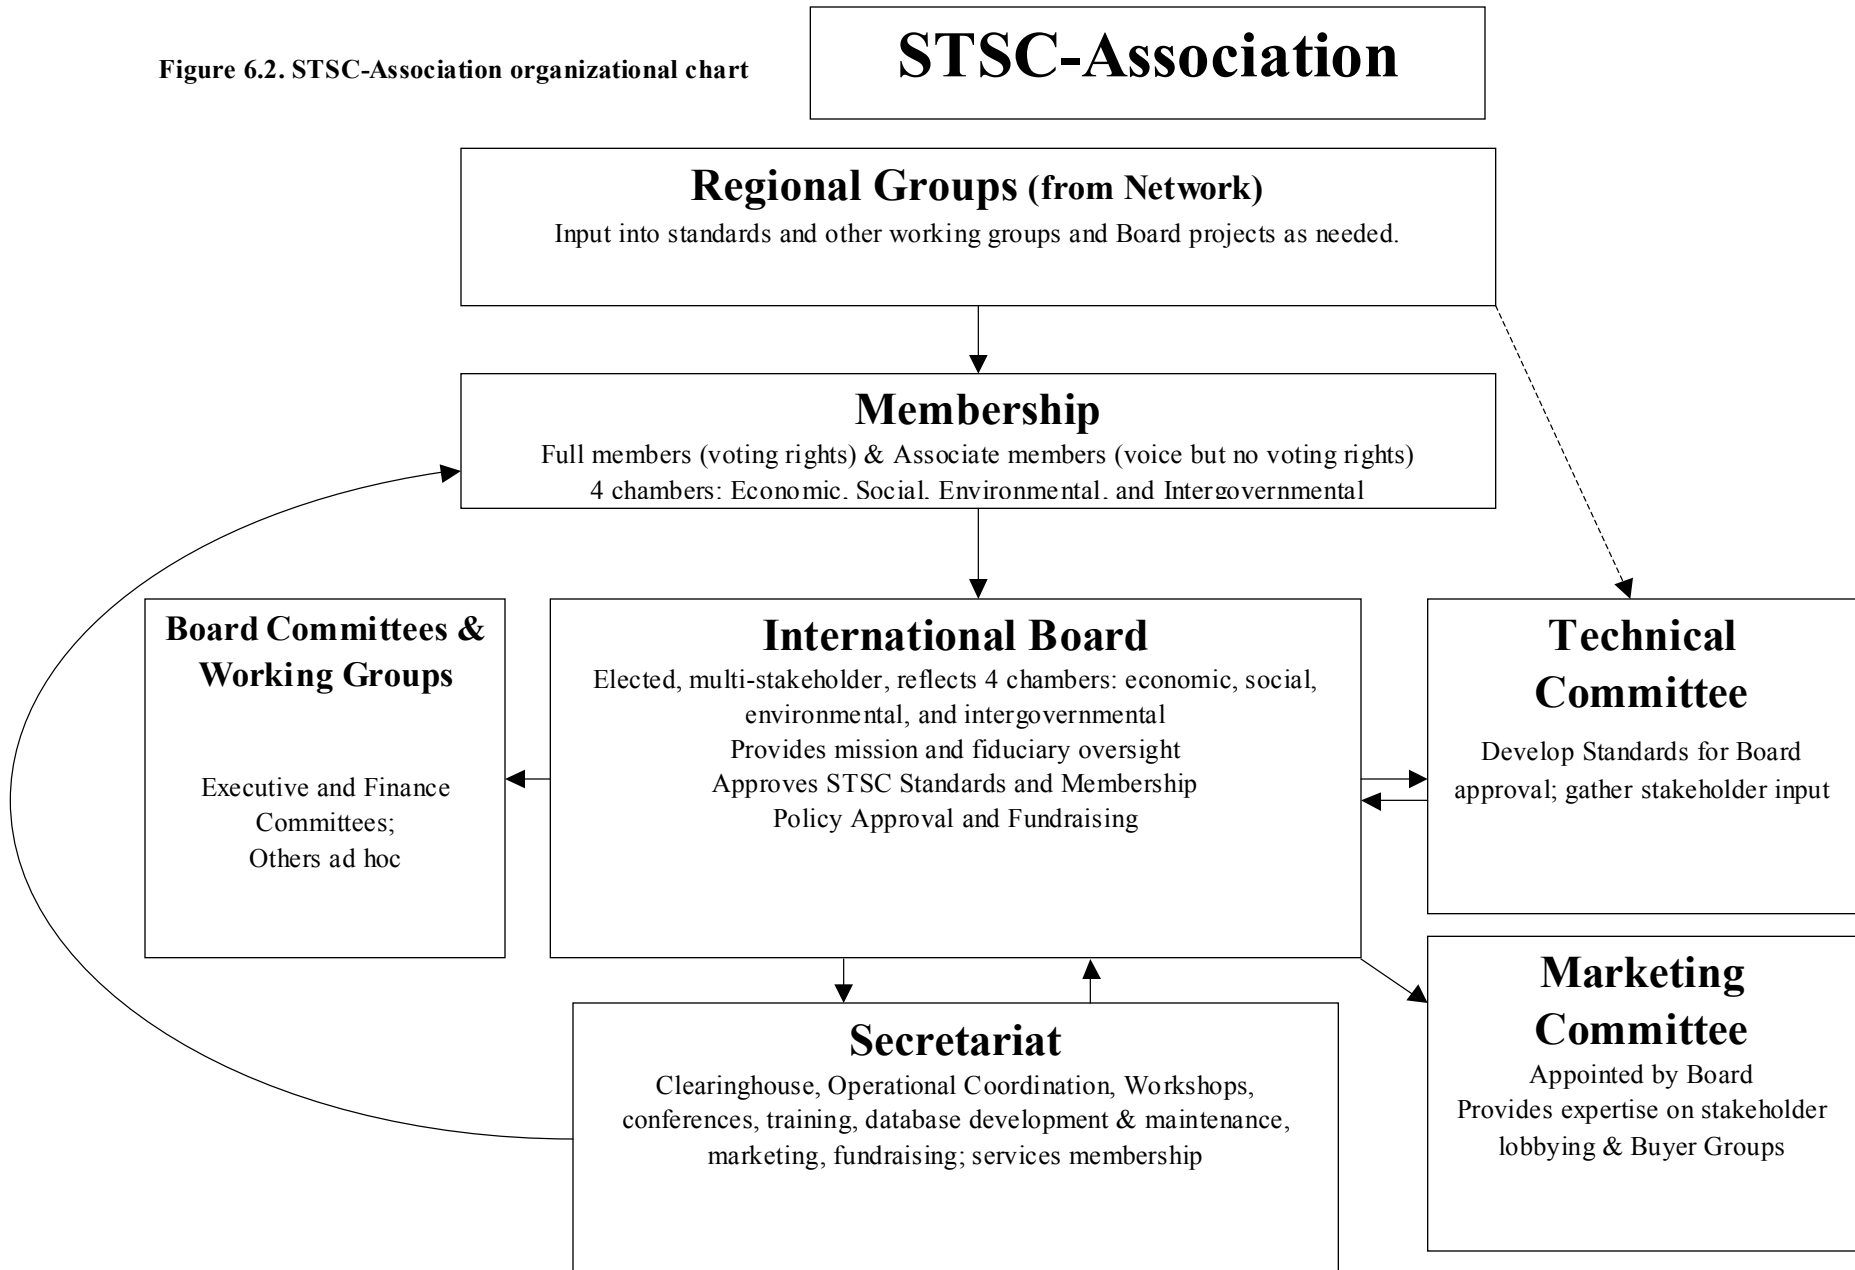 Figure 6.2. STSC-Association organizational chart
STSC-Association
Regional Groups (from Network)
Input into standards and other working groups and Board projects as needed.
Membership
Full members (voting rights) & Associate members (voice but no voting rights)
4 chambers: Economic, Social, Environmental, and Intergovernmental
Board Committees &
Working Groups
Executive and Finance
Committees;
Others ad hoc
International Board
Elected, multi-stakeholder, reflects 4 chambers: economic, social,
environmental, and intergovernmental
Provides mission and fiduciary oversight
Approves STSC Standards and Membership
Policy Approval and Fundraising
Technical
Committee
Develop Standards for Board
approval; gather stakeholder input
Marketing
Committee
Appointed by Board
Provides expertise on stakeholder
lobbying & Buyer Groups
Secretariat
Clearinghouse, Operational Coordination, Workshops,
conferences, training, database development & maintenance,
marketing, fundraising; services membership